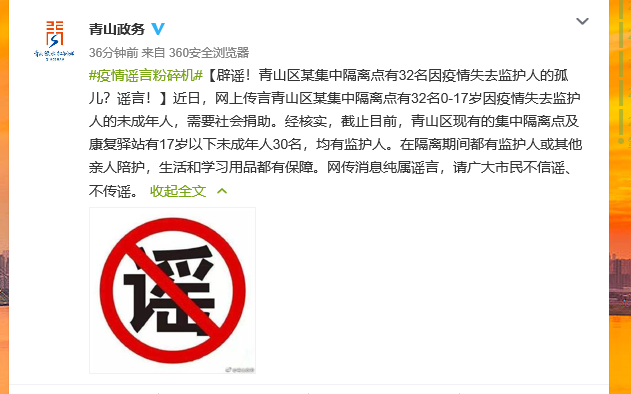 青山政务
36分钟前 来自 360安全浏览器
#疫情谣言粉碎机#【辟谣！青山区某集中隔离点有32名因疫情失去监护人的孤
儿？谣言！】近日，网上传言青山区某集中隔离点有32名0-17岁因疫情失去监护
人的未成年人，需要社会捐助。经核实，截止目前，青山区现有的集中隔离点及
康复驿站有17岁以下未成年人30名，均有监护人。在隔离期间都有监护人或其他
亲人陪护，生活和学习用品都有保障。网传消息纯属谣言，请广大市民不信谣、
不传谣。 收起全文
谣